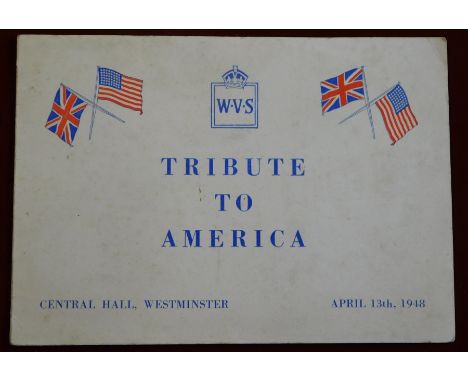 W·V·S
TRIBUTE
TO
AMERICA
CENTRAL HALL, WESTMINSTER
APRIL 13th, 1948